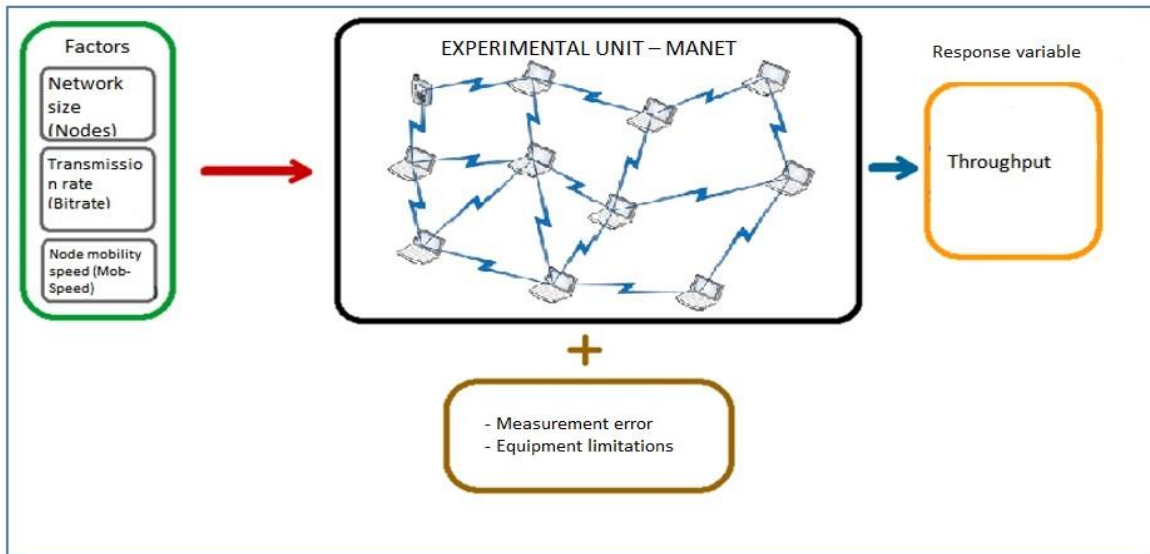 Factors
Network
size
(Nodes)
Transmissio
n rate
(Bitrate)
Node mobility
speed (Mob-
Speed)
EXPERIMENTAL UNIT – MANET
Response variable
Throughput
- Measurement error
- Equipment limitations